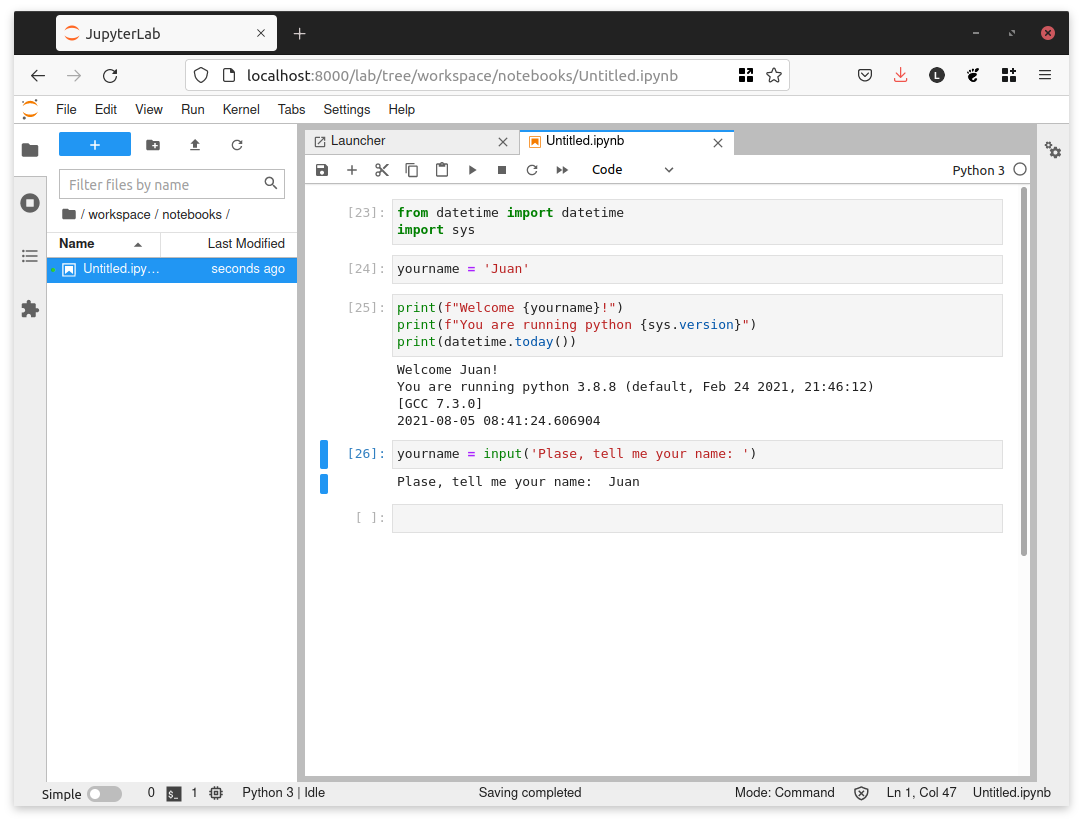 JupyterLab
localhost:8000/lab/tree/workspace/notebooks/Untitled.ipynb
L
File Edit View Run Kernel Tabs Settings Help
Launcher
Untitled.ipynb
Code
Python 3
Filter files by name
/ workspace / notebooks /
Name Last Modified
Untitled.ipy… seconds ago
[23]: from datetime import datetime
import sys
[24]: yourname = 'Juan'
[25]: print(f"Welcome {yourname}!")
print(f"You are running python {sys.version}")
print(datetime.today())
Welcome Juan!
You are running python 3.8.8 (default, Feb 24 2021, 21:46:12)
[GCC 7.3.0]
2021-08-05 08:41:24.606904
[26]: yourname = input('Plase, tell me your name: ')
Plase, tell me your name:  Juan
[ ]:
Simple 0 $_ 1 Python 3 | Idle Saving completed Mode: Command Ln 1, Col 47 Untitled.ipynb